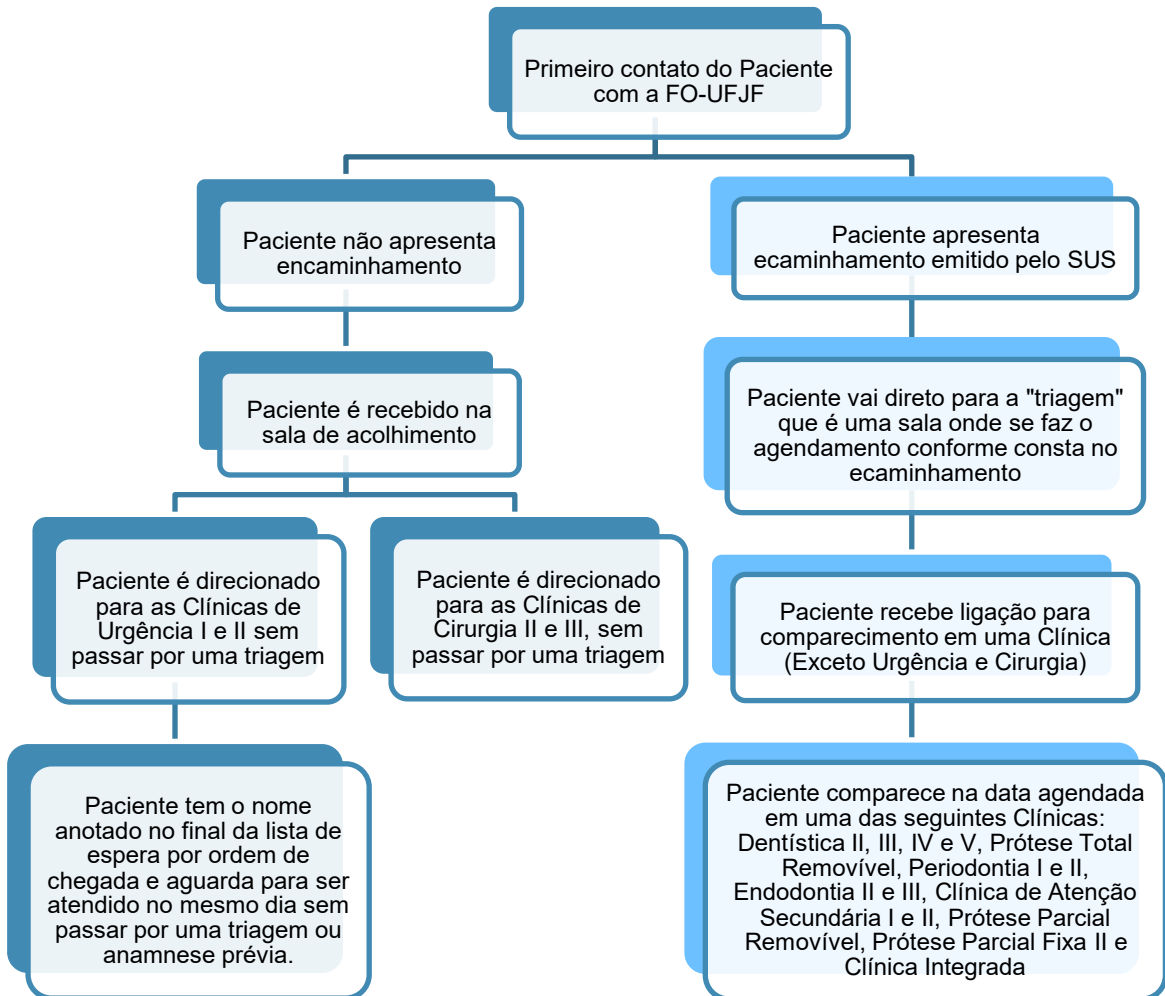 Primeiro contato do Paciente
com a FO-UFJF
Paciente não apresenta
encaminhamento
Paciente apresenta
ecaminhamento emitido pelo SUS
Paciente é recebido na
sala de acolhimento
Paciente vai direto para a "triagem"
que é uma sala onde se faz o
agendamento conforme consta no
ecaminhamento
Paciente é direcionado
para as Clínicas de
Urgência I e II sem
passar por uma triagem
Paciente é direcionado
para as Clínicas de
Cirurgia II e III, sem
passar por uma triagem
Paciente recebe ligação para
comparecimento em uma Clínica
(Exceto Urgência e Cirurgia)
Paciente tem o nome
anotado no final da lista de
espera por ordem de
chegada e aguarda para ser
atendido no mesmo dia sem
passar por uma triagem ou
anamnese prévia.
Paciente comparece na data agendada
em uma das seguintes Clínicas:
Dentística II, III, IV e V, Prótese Total
Removível, Periodontia I e II,
Endodontia II e III, Clínica de Atenção
Secundária I e II, Prótese Parcial
Removível, Prótese Parcial Fixa II e
Clínica Integrada